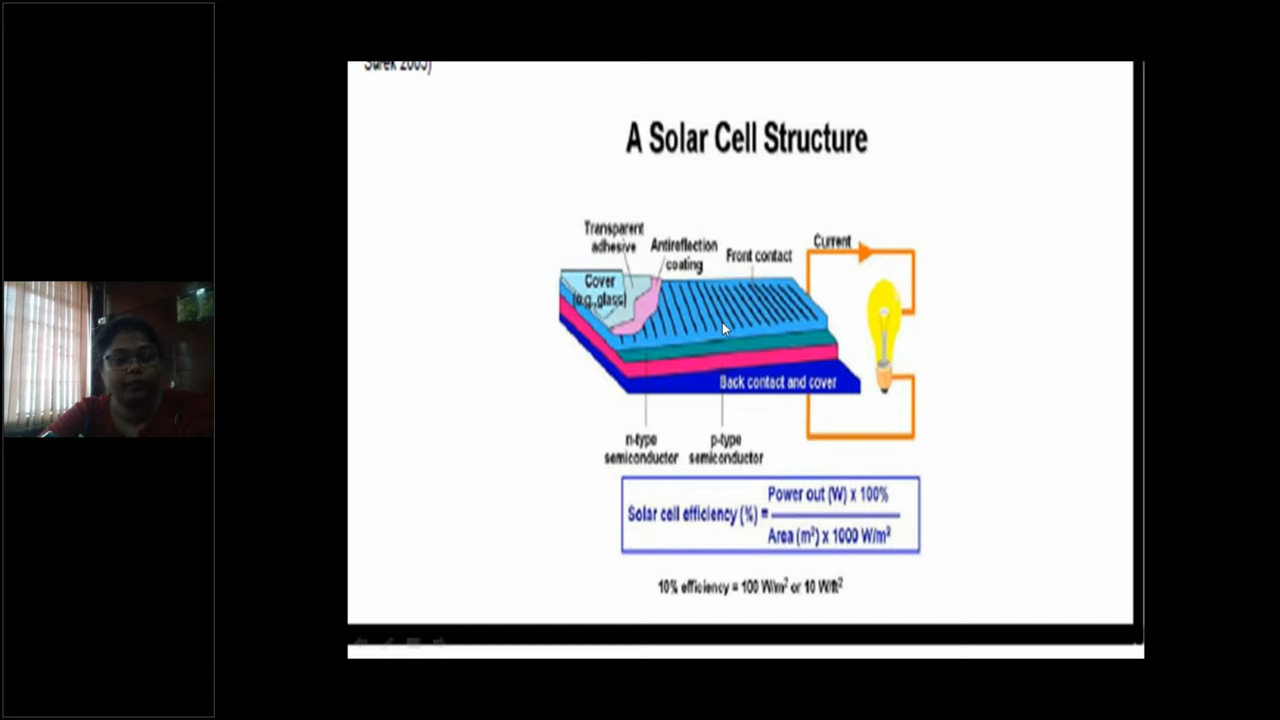 Surek 2005)
A Solar Cell Structure
Transparent
adhesive
Antireflection
coating
Front contact
Current
Cover
(e.g.,glass)
Back contact and cover
n-type
semiconductor
p-type
semiconductor
Solar cell efficiency (%) =
Power out (W) x 100%
Area (m²) x 1000 W/m²
10% efficiency = 100 W/m² or 10 W/ft²